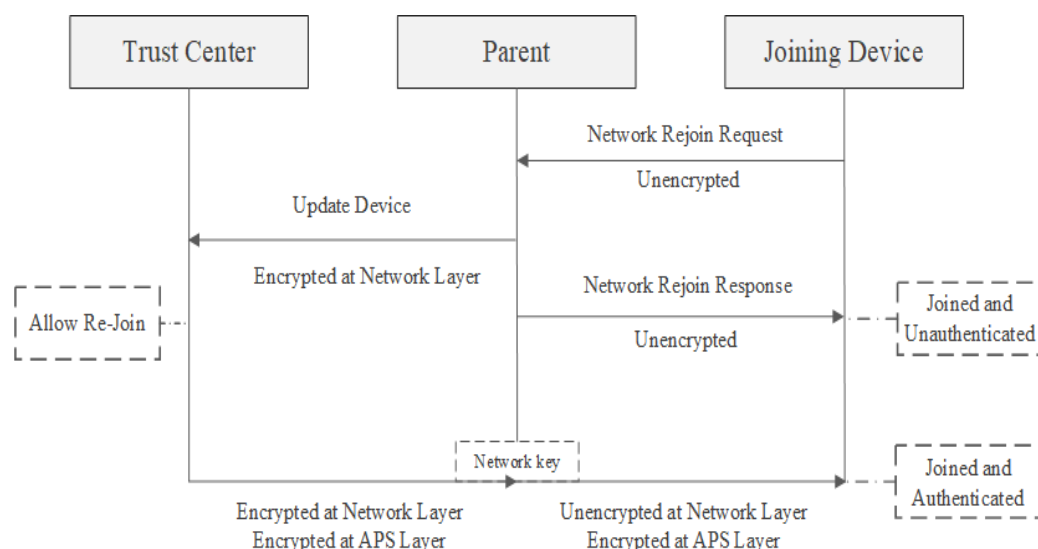 Trust Center
Parent
Joining Device
Network Rejoin Request
Unencrypted
Update Device
Encrypted at Network Layer
Network Rejoin Response
Unencrypted
Allow Re-Join
Joined and
Unauthenticated
Network key
Joined and
Authenticated
Encrypted at Network Layer
Encrypted at APS Layer
Unencrypted at Network Layer
Encrypted at APS Layer